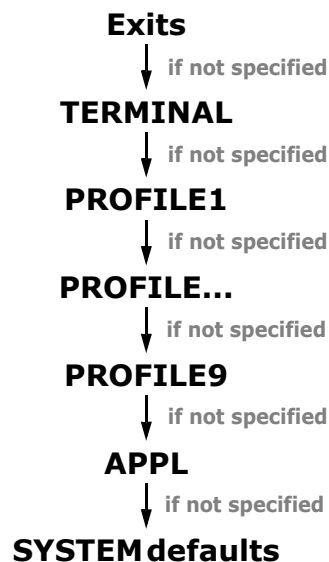 Exits
if not specified
TERMINAL
if not specified
PROFILE1
if not specified
PROFILE...
if not specified
PROFILE9
if not specified
APPL
if not specified
SYSTEM defaults